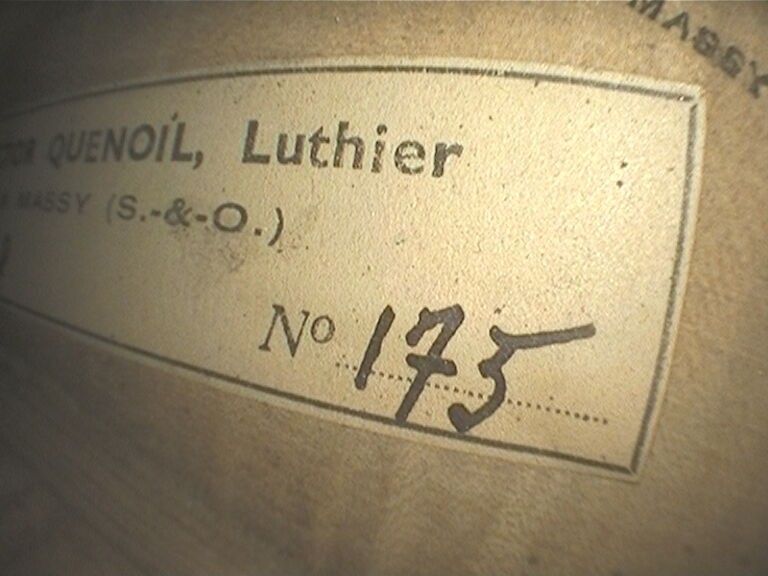 MASSY
QUENOIL, Luthier
MASSY (S.-&-O.)
No 175